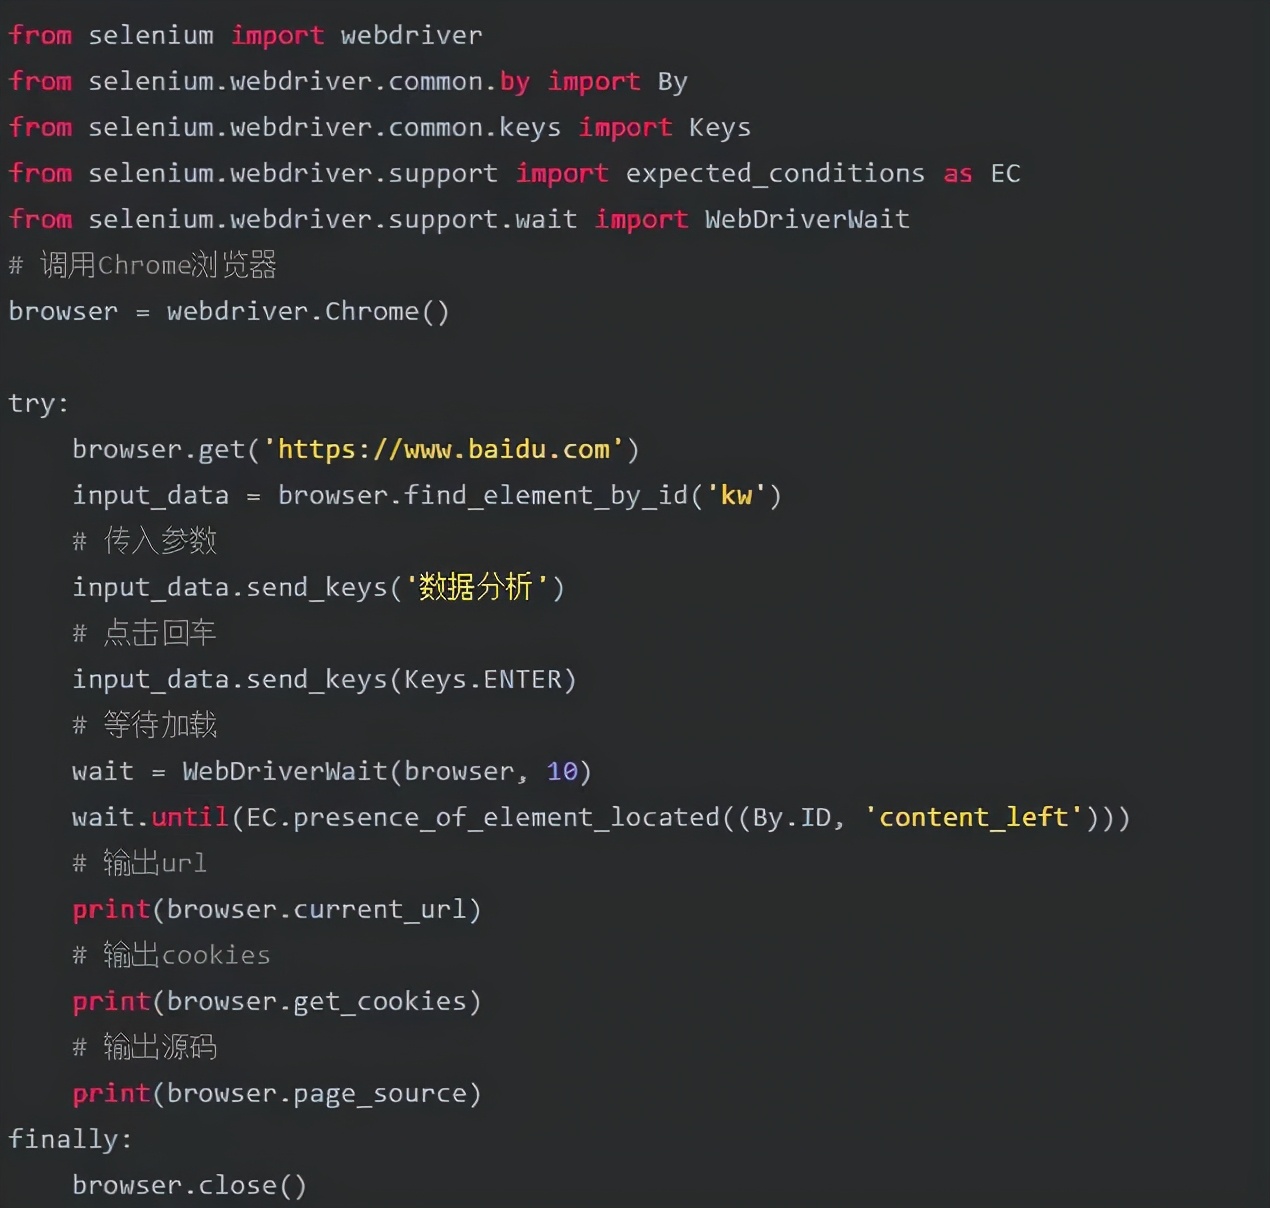 from selenium import webdriver
from selenium.webdriver.common.by import By
from selenium.webdriver.common.keys import Keys
from selenium.webdriver.support import expected_conditions as EC
from selenium.webdriver.support.wait import WebDriverWait
# 调用Chrome浏览器
browser = webdriver.Chrome()

try:
    browser.get('https://www.baidu.com')
    input_data = browser.find_element_by_id('kw')
    # 传入参数
    input_data.send_keys('数据分析')
    # 点击回车
    input_data.send_keys(Keys.ENTER)
    # 等待加载
    wait = WebDriverWait(browser, 10)
    wait.until(EC.presence_of_element_located((By.ID, 'content_left')))
    # 输出url
    print(browser.current_url)
    # 输出cookies
    print(browser.get_cookies)
    # 输出源码
    print(browser.page_source)
finally:
    browser.close()